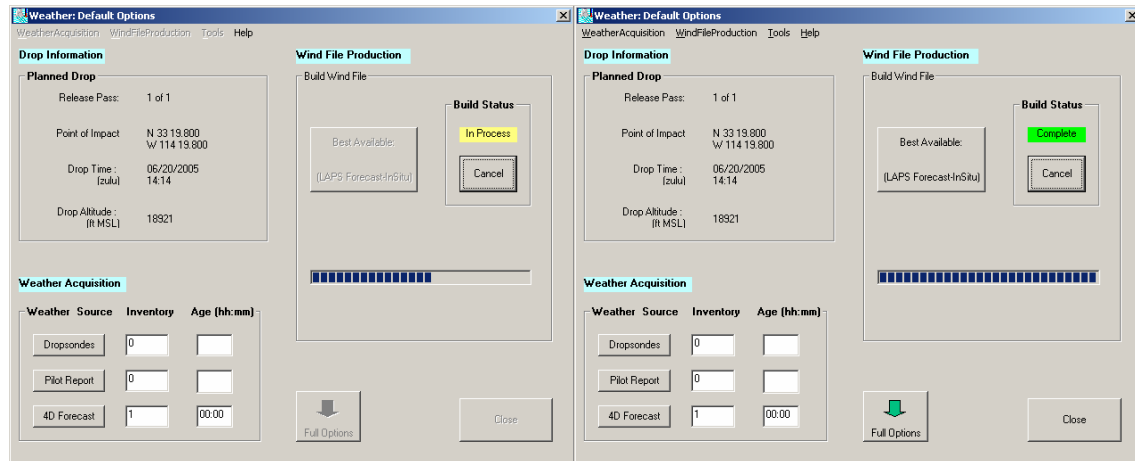 Weather: Default Options
WeatherAcquisition WindFileProduction Tools Help
Drop Information
Planned Drop
Release Pass: 1 of 1
Point of Impact N 33 19.800
W 114 19.800
Drop Time : 06/20/2005
(zulu) 14:14
Drop Altitude :
(ft MSL) 18921
Wind File Production
Build Wind File
Best Available:
(LAPS Forecast-InSitu)
Build Status
In Process
Cancel
Weather Acquisition
Weather Source Inventory Age (hh:mm)
Dropsondes 0
Pilot Report 0
4D Forecast 1 00:00
Full Options
Close
Weather: Default Options
WeatherAcquisition WindFileProduction Tools Help
Drop Information
Planned Drop
Release Pass: 1 of 1
Point of Impact N 33 19.800
W 114 19.800
Drop Time : 06/20/2005
(zulu) 14:14
Drop Altitude :
(ft MSL) 18921
Wind File Production
Build Wind File
Best Available:
(LAPS Forecast-InSitu)
Build Status
Complete
Cancel
Weather Acquisition
Weather Source Inventory Age (hh:mm)
Dropsondes 0
Pilot Report 0
4D Forecast 1 00:00
Full Options
Close